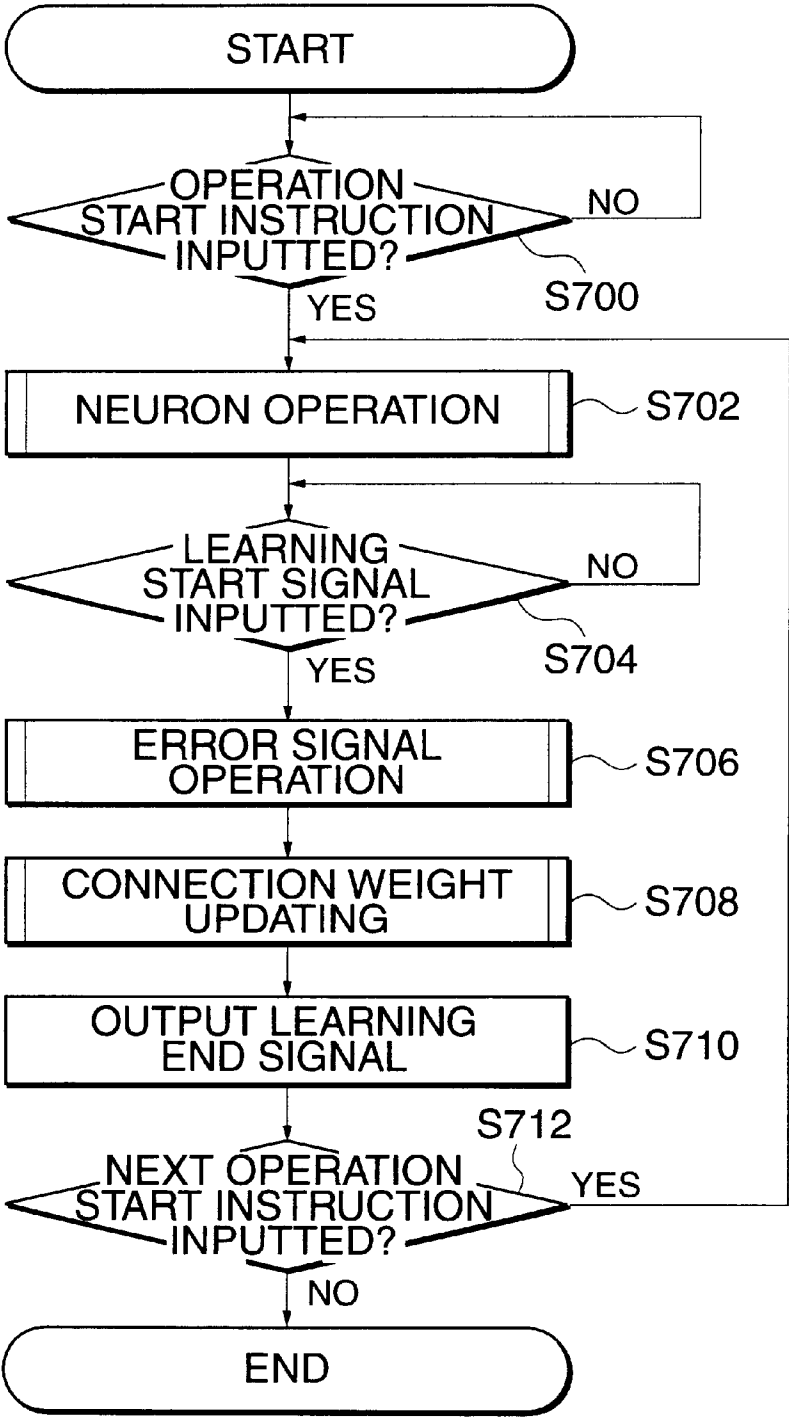 START
OPERATION
START INSTRUCTION
INPUTTED?
NO
S700
YES
NEURON OPERATION
S702
LEARNING
START SIGNAL
INPUTTED?
NO
S704
YES
ERROR SIGNAL
OPERATION
S706
CONNECTION WEIGHT
UPDATING
S708
OUTPUT LEARNING
END SIGNAL
S710
S712
NEXT OPERATION
START INSTRUCTION
INPUTTED?
YES
NO
END